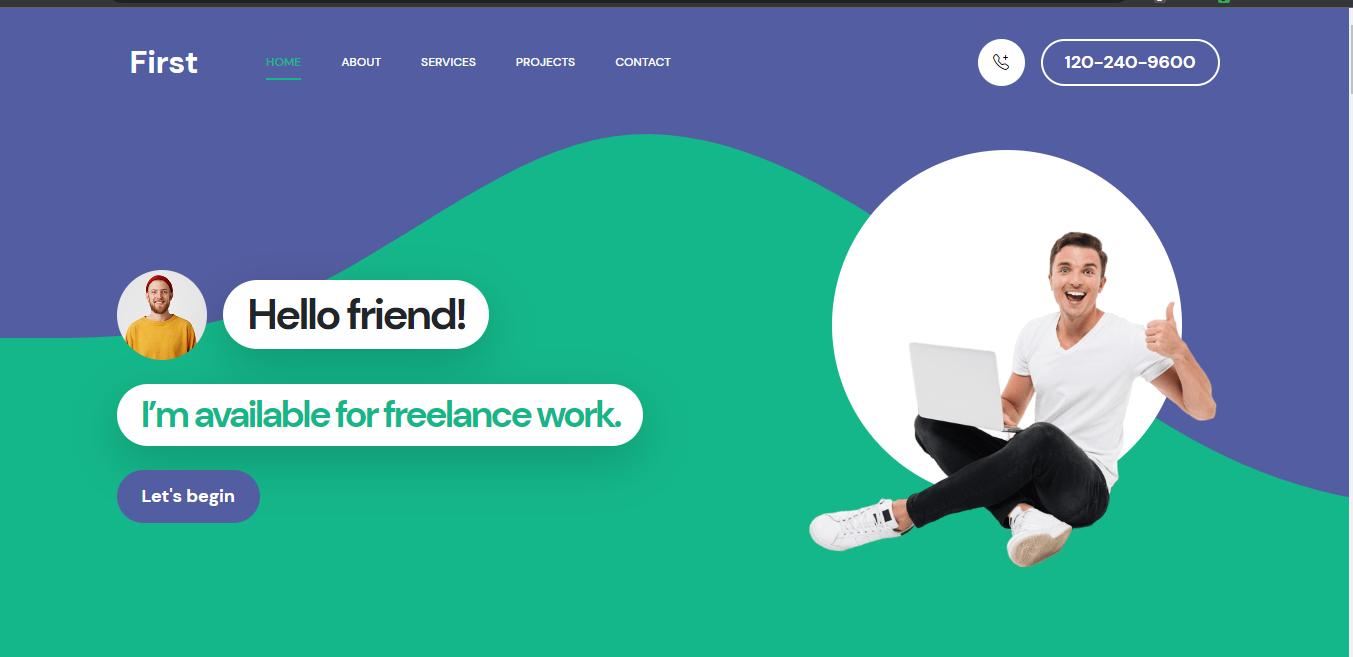 First
HOME ABOUT SERVICES PROJECTS CONTACT
120-240-9600
Hello friend!
I’m available for freelance work.
Let's begin